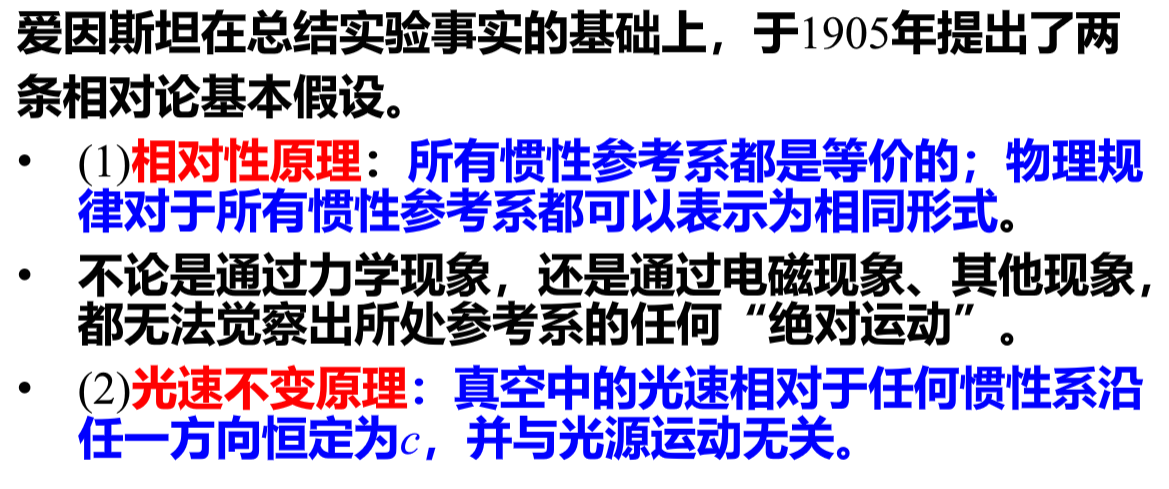 爱因斯坦在总结实验事实的基础上，于1905年提出了两
条相对论基本假设。
• (1)相对性原理：所有惯性参考系都是等价的；物理规
律对于所有惯性参考系都可以表示为相同形式。
• 不论是通过力学现象，还是通过电磁现象、其他现象，
都无法觉察出所处参考系的任何“绝对运动”。
• (2)光速不变原理：真空中的光速相对于任何惯性系沿
任一方向恒定为c，并与光源运动无关。